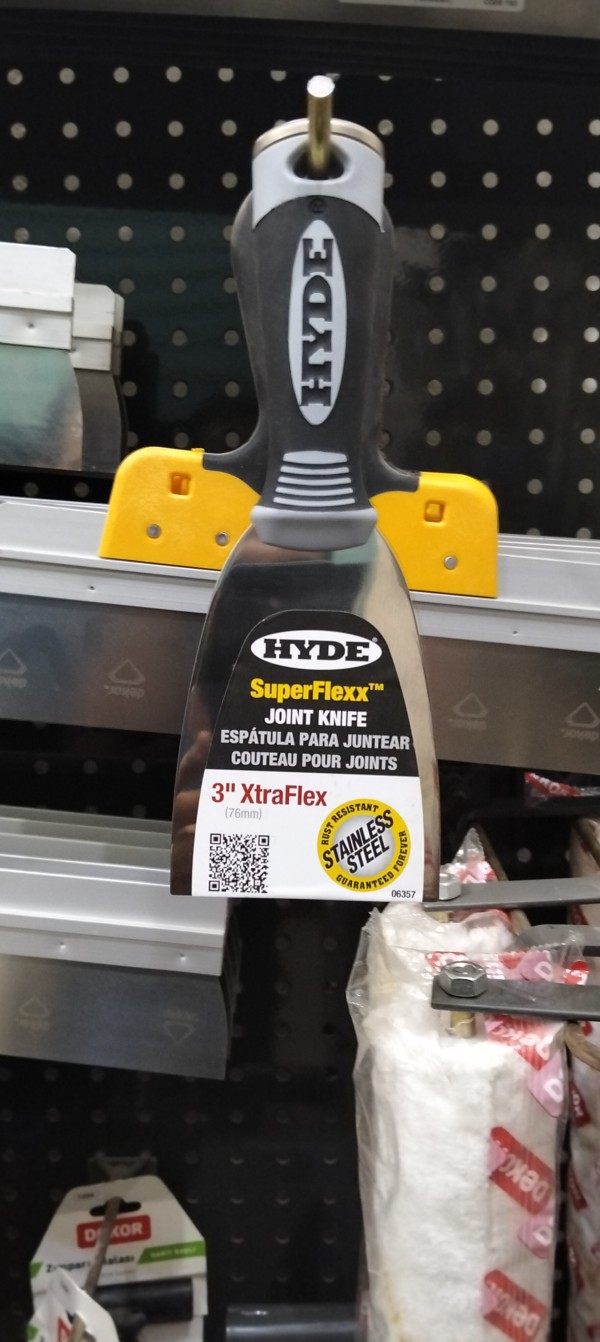 HYDE
HYDE®
SuperFlexx™
JOINT KNIFE
ESPÁTULA PARA JUNTEAR
COUTEAU POUR JOINTS
3" XtraFlex
(76mm)
RUST RESISTANT
STAINLESS
STEEL
GUARANTEED FOREVER
06357
DEKOR
DEKOR